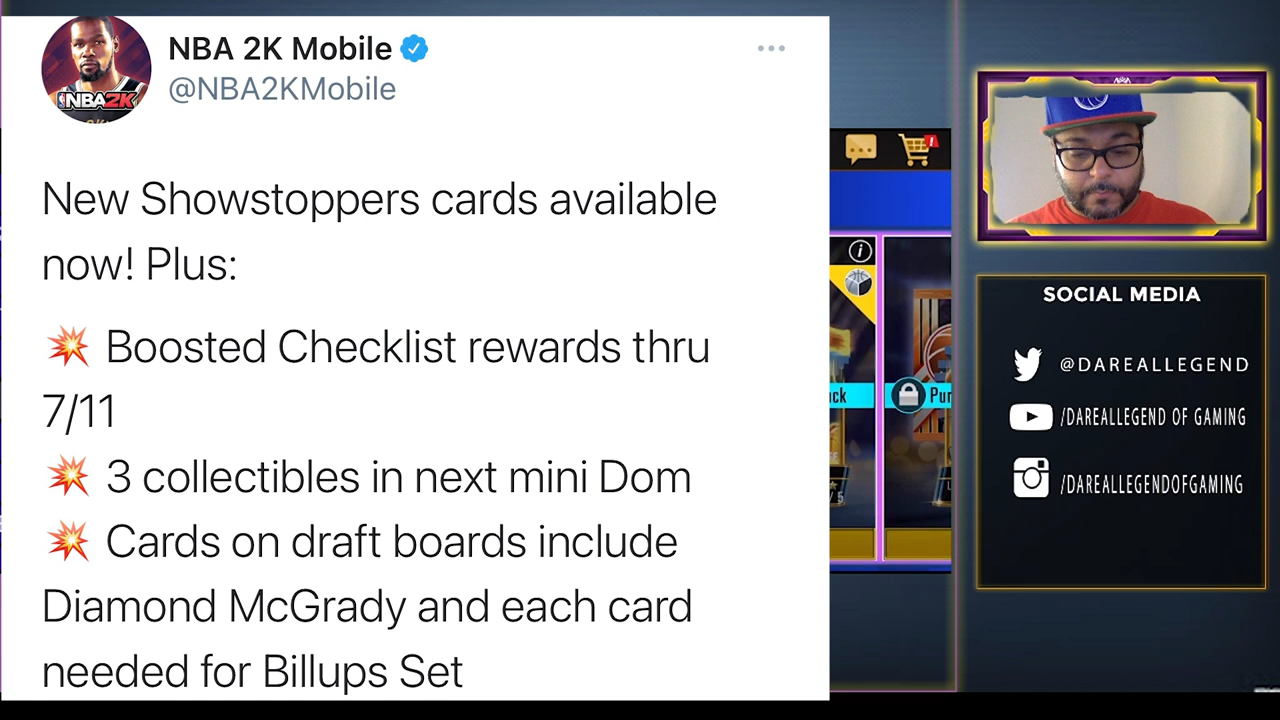 NBA 2K Mobile
@NBA2KMobile
NBA2K
New Showstoppers cards available
now! Plus:
💥 Boosted Checklist rewards thru
7/11
💥 3 collectibles in next mini Dom
💥 Cards on draft boards include
Diamond McGrady and each card
needed for Billups Set
SOCIAL MEDIA
@DAREALLEGEND
/DAREALLEGEND OF GAMING
/DAREALLEGENDOFGAMING